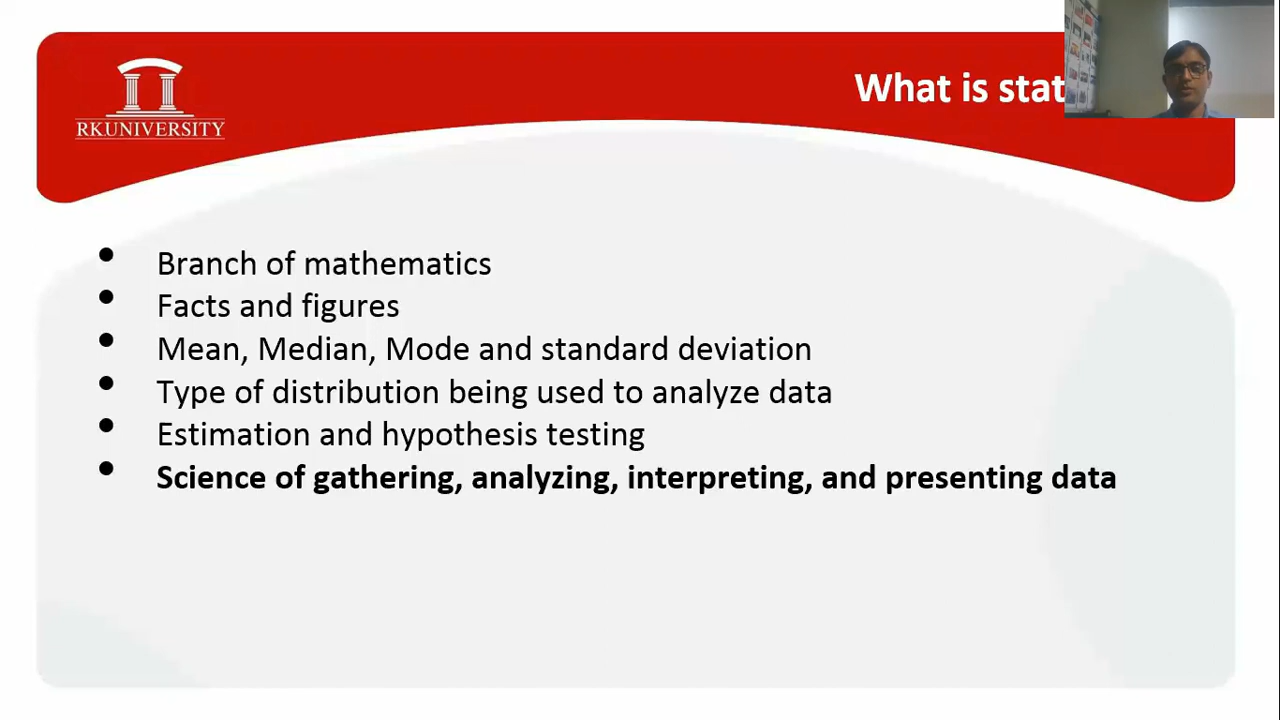 What is stat
RKUNIVERSITY
Branch of mathematics
Facts and figures
Mean, Median, Mode and standard deviation
Type of distribution being used to analyze data
Estimation and hypothesis testing
Science of gathering, analyzing, interpreting, and presenting data